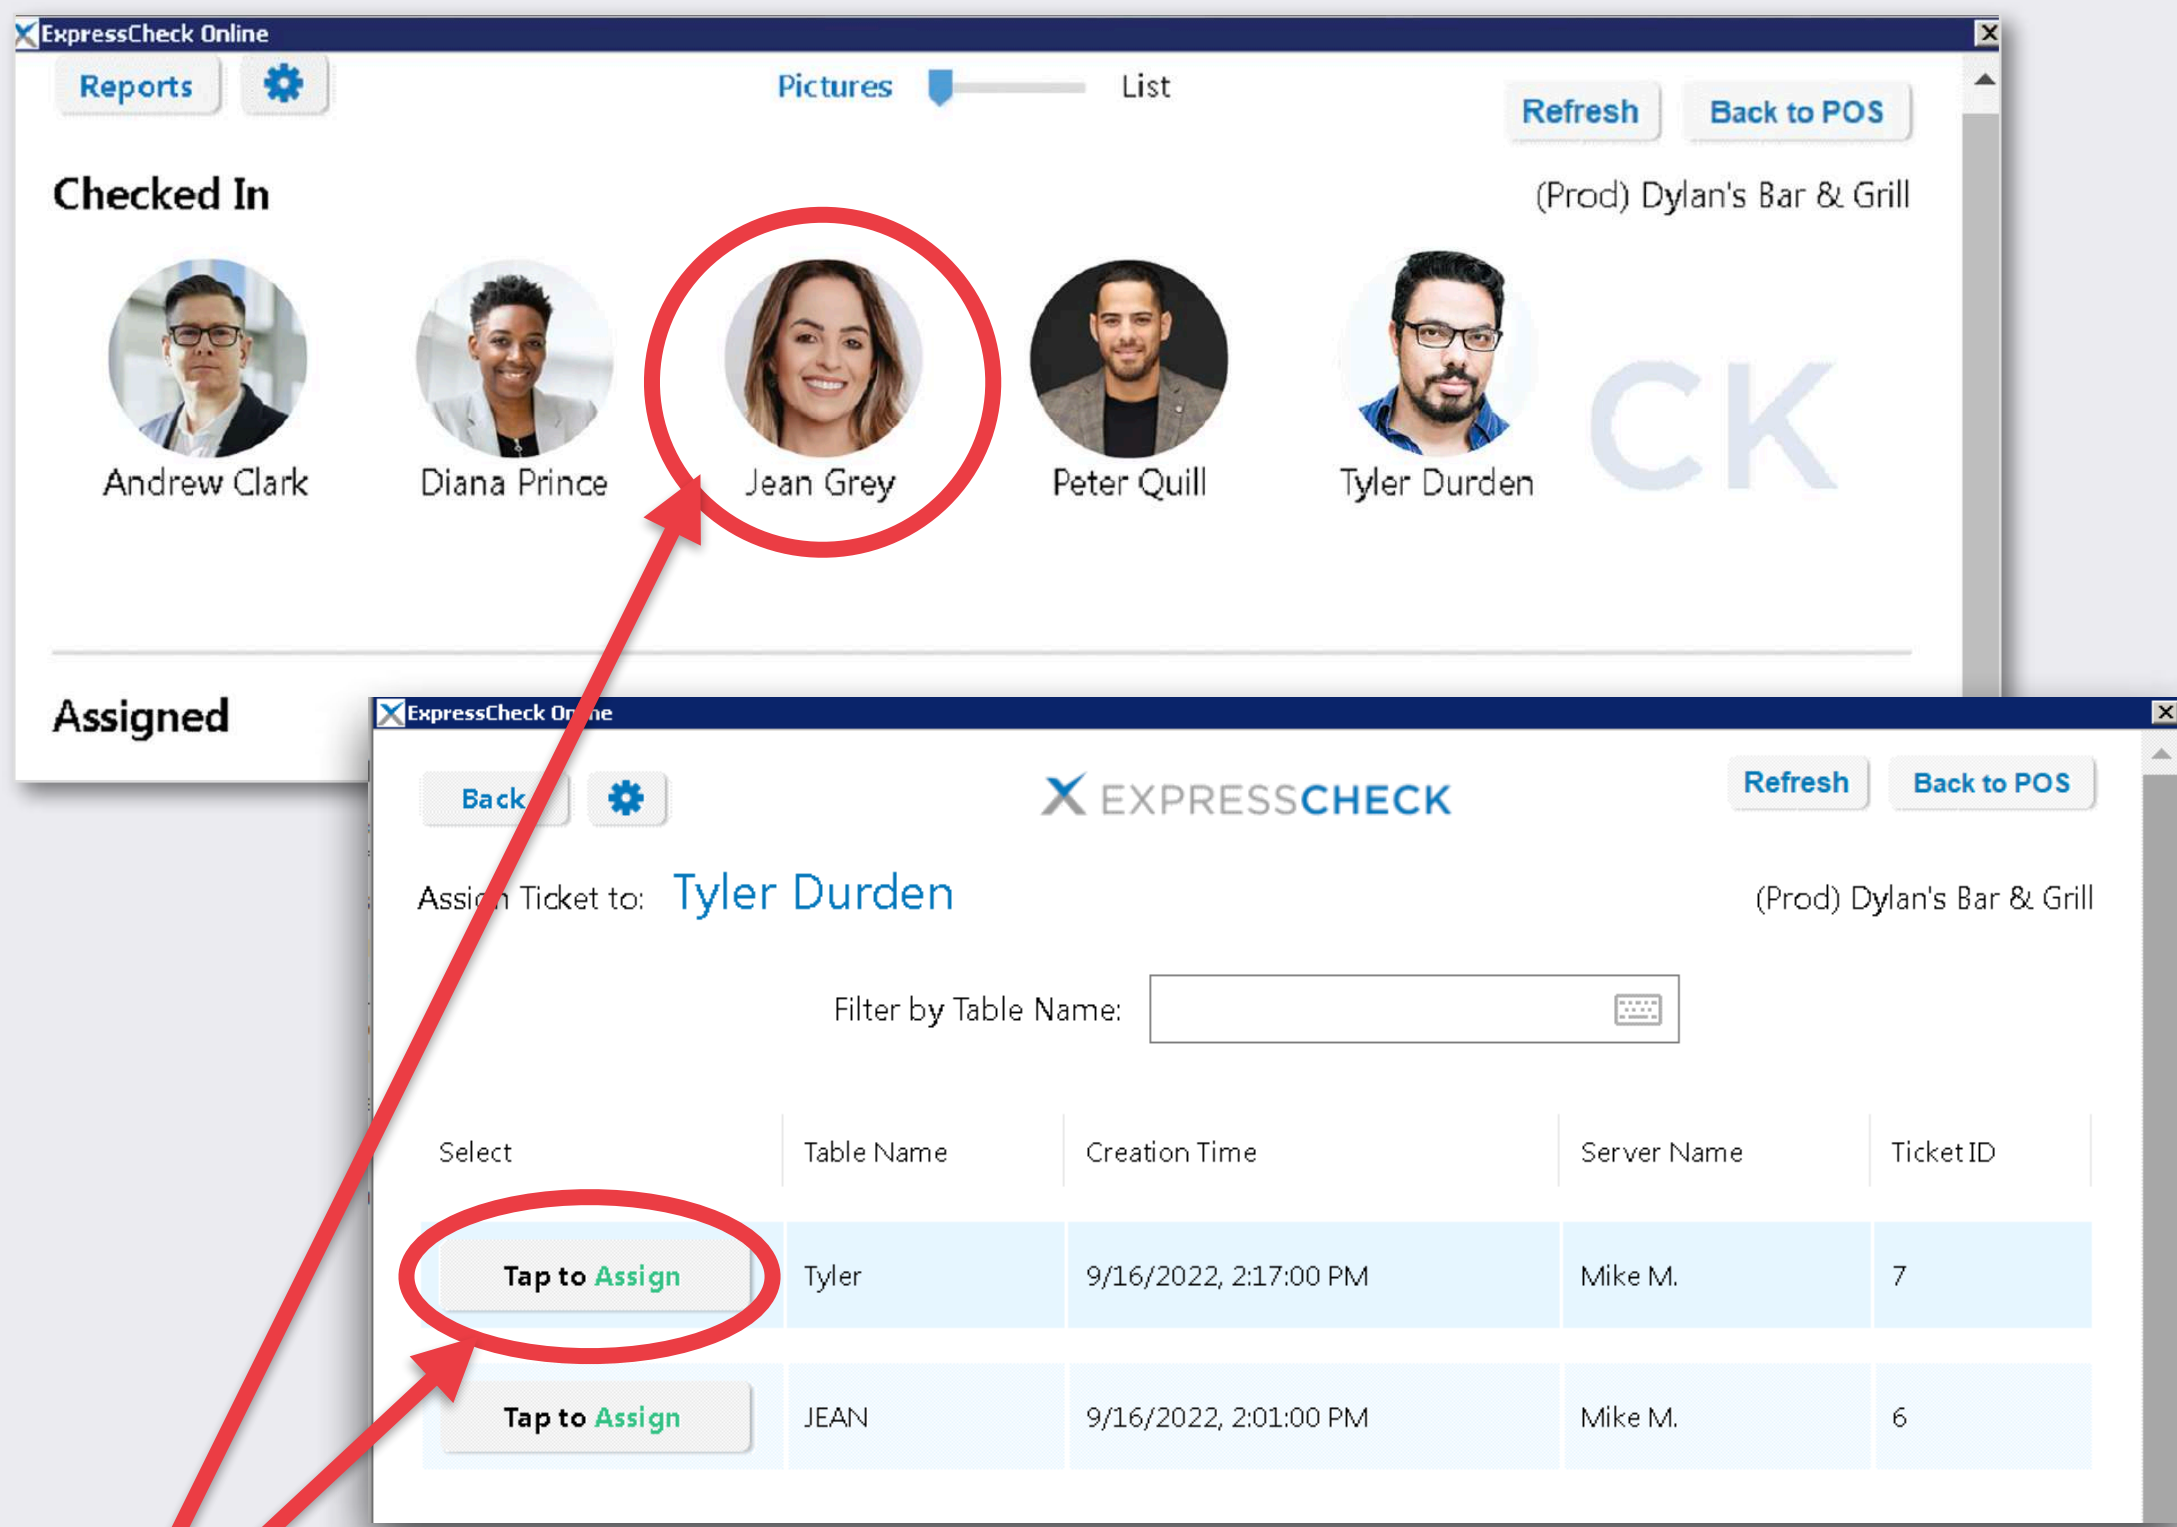 ExpressCheck Online
Reports
Pictures List
Refresh Back to POS
Checked In
(Prod) Dylan's Bar & Grill
CK
Andrew Clark Diana Prince Jean Grey Peter Quill Tyler Durden
Assigned
ExpressCheck Online
Back
EXPRESSCHECK
Refresh Back to POS
Assign Ticket to: Tyler Durden
(Prod) Dylan's Bar & Grill
Filter by Table Name:
Select Table Name Creation Time Server Name Ticket ID
Tap to Assign Tyler 9/16/2022, 2:17:00 PM Mike M. 7
Tap to Assign JEAN 9/16/2022, 2:01:00 PM Mike M. 6